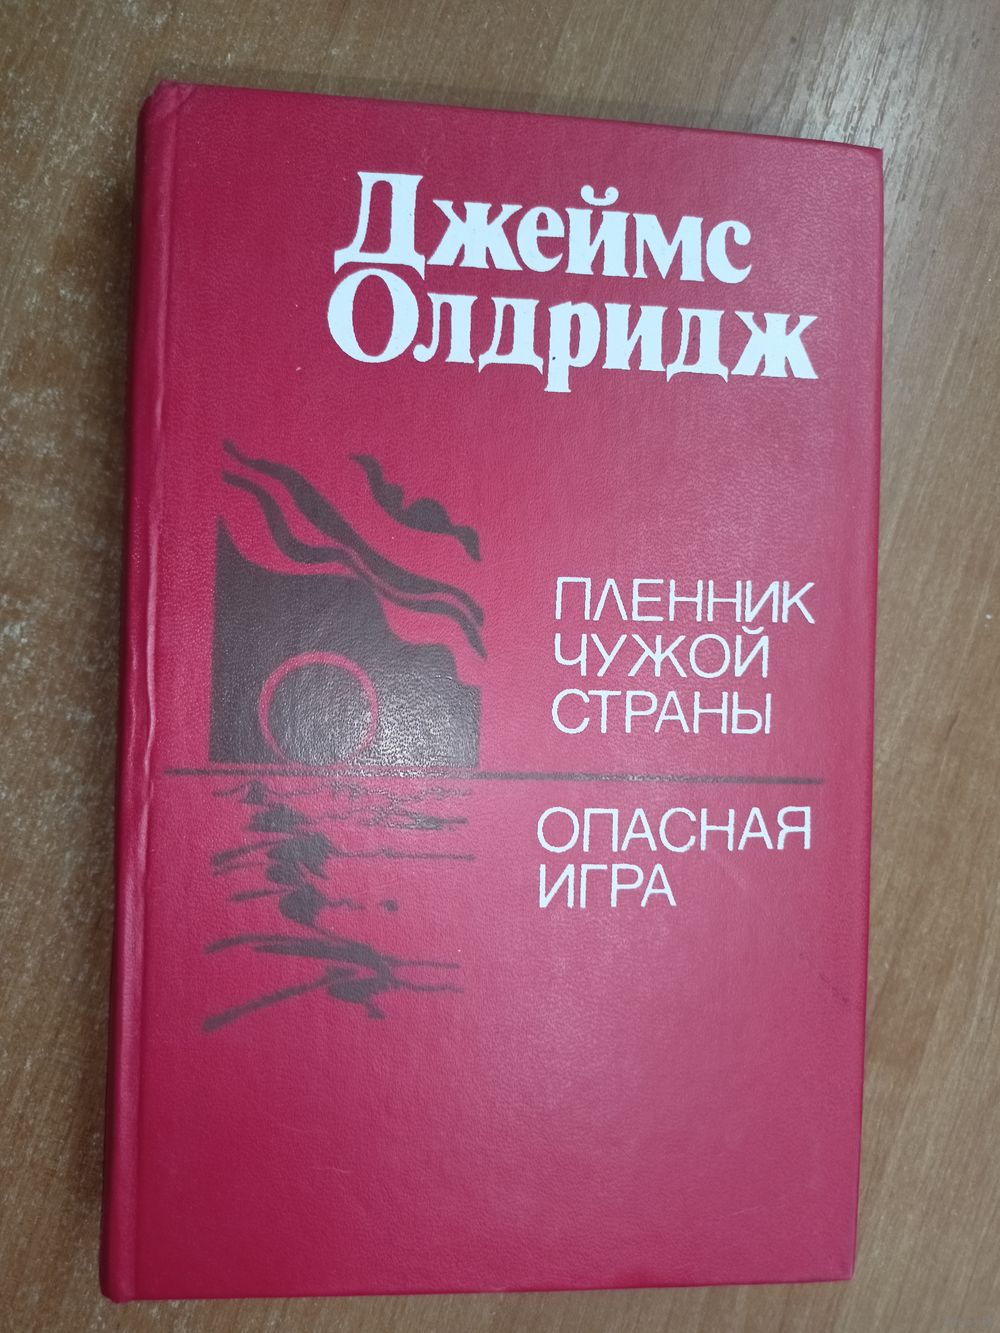 Джеймс
Олдридж
ПЛЕННИК
ЧУЖОЙ
СТРАНЫ
ОПАСНАЯ
ИГРА